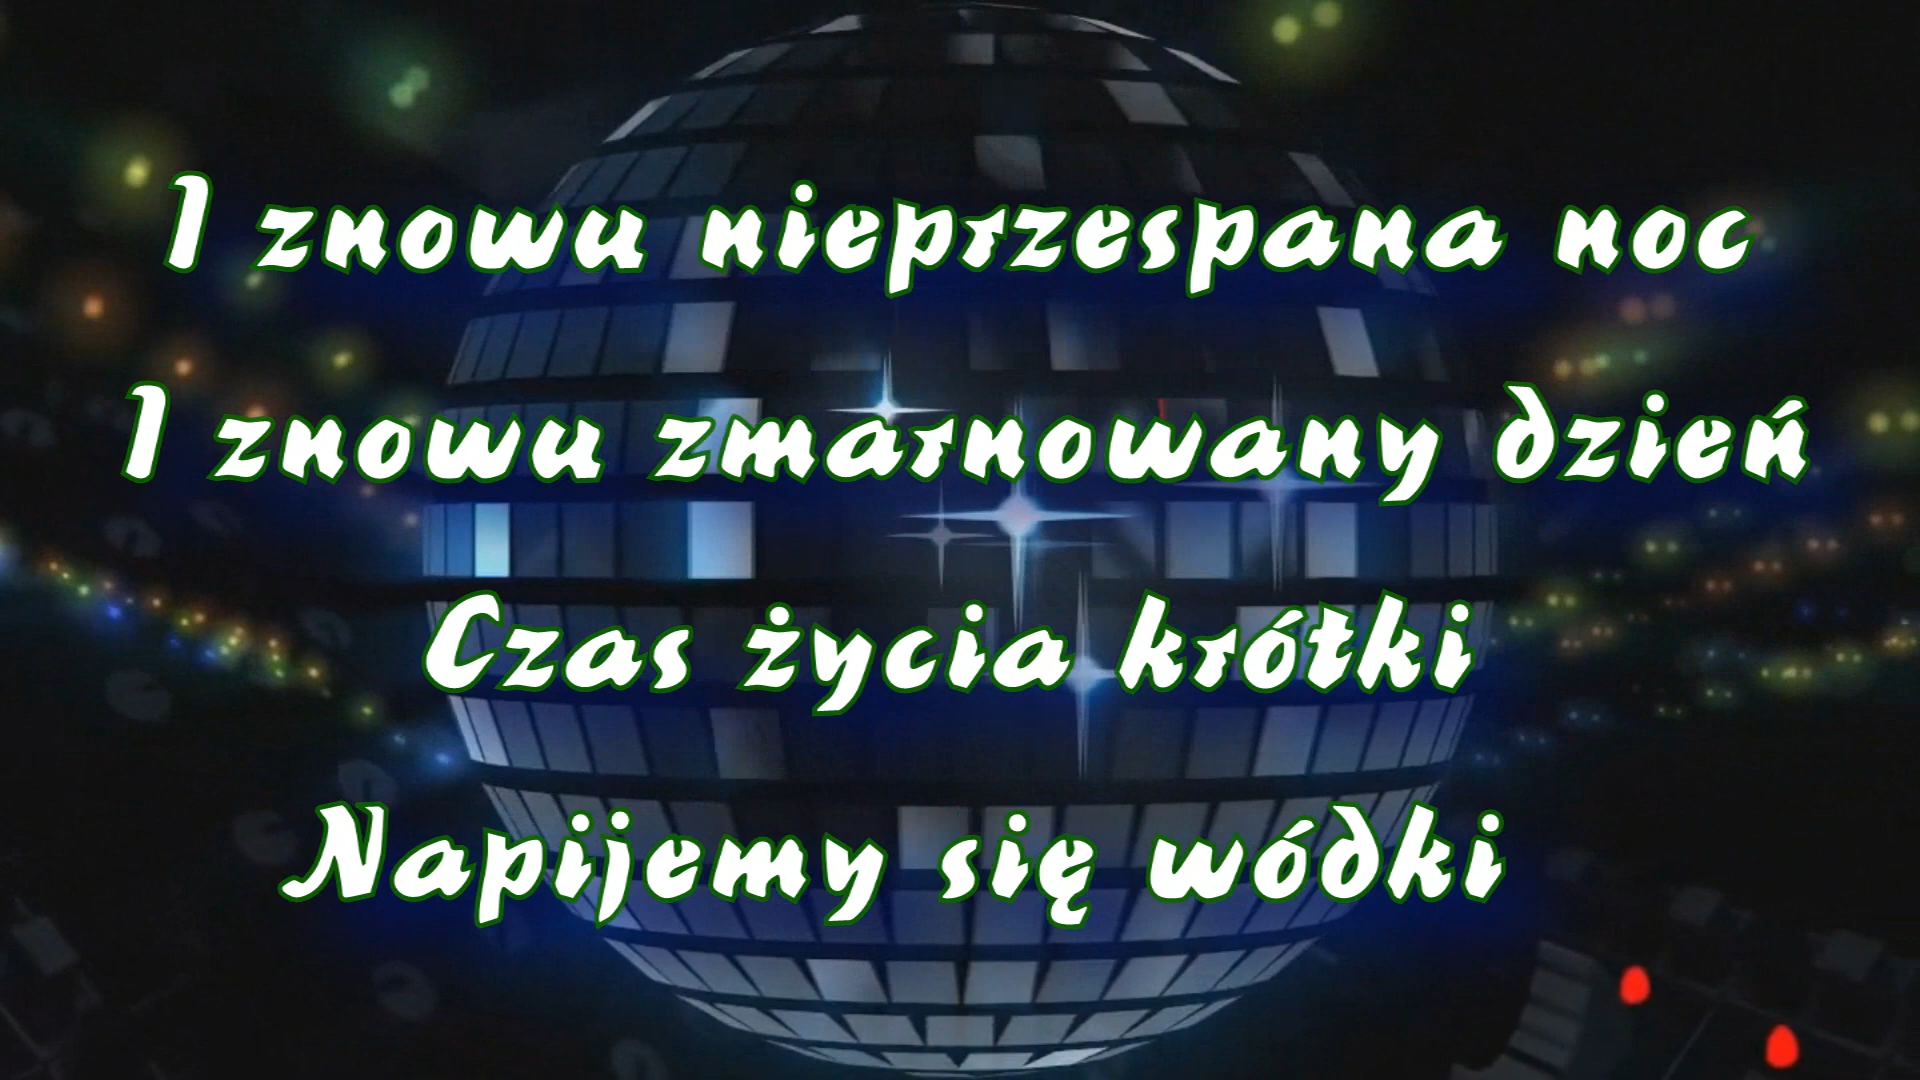 I znowu nieprzespana noc
I znowu zmarnowany dzień
Czas życia krótki
Napijemy się wódki